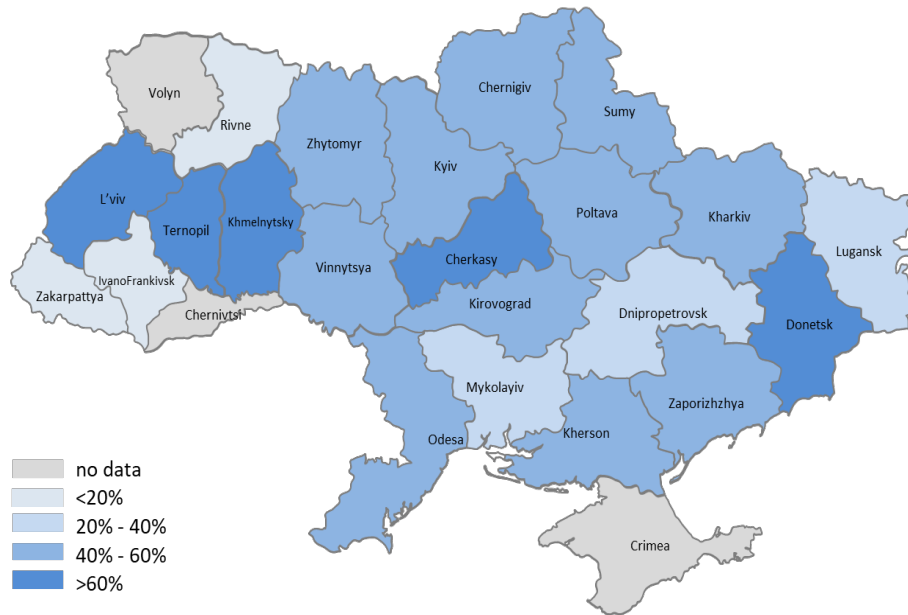 Volyn
Rivne
Chernigiv
Sumy
Zhytomyr
Kyiv
L'viv
Ternopil
Khmelnytsky
Poltava
Kharkiv
Lugansk
Cherkasy
Vinnytsya
IvanoFrankivsk
Zakarpattya
Chernivtsi
Kirovograd
Dnipropetrovsk
Donetsk
Mykolayiv
Zaporizhzhya
Odesa
Kherson
Crimea
no data
<20%
20% - 40%
40% - 60%
>60%